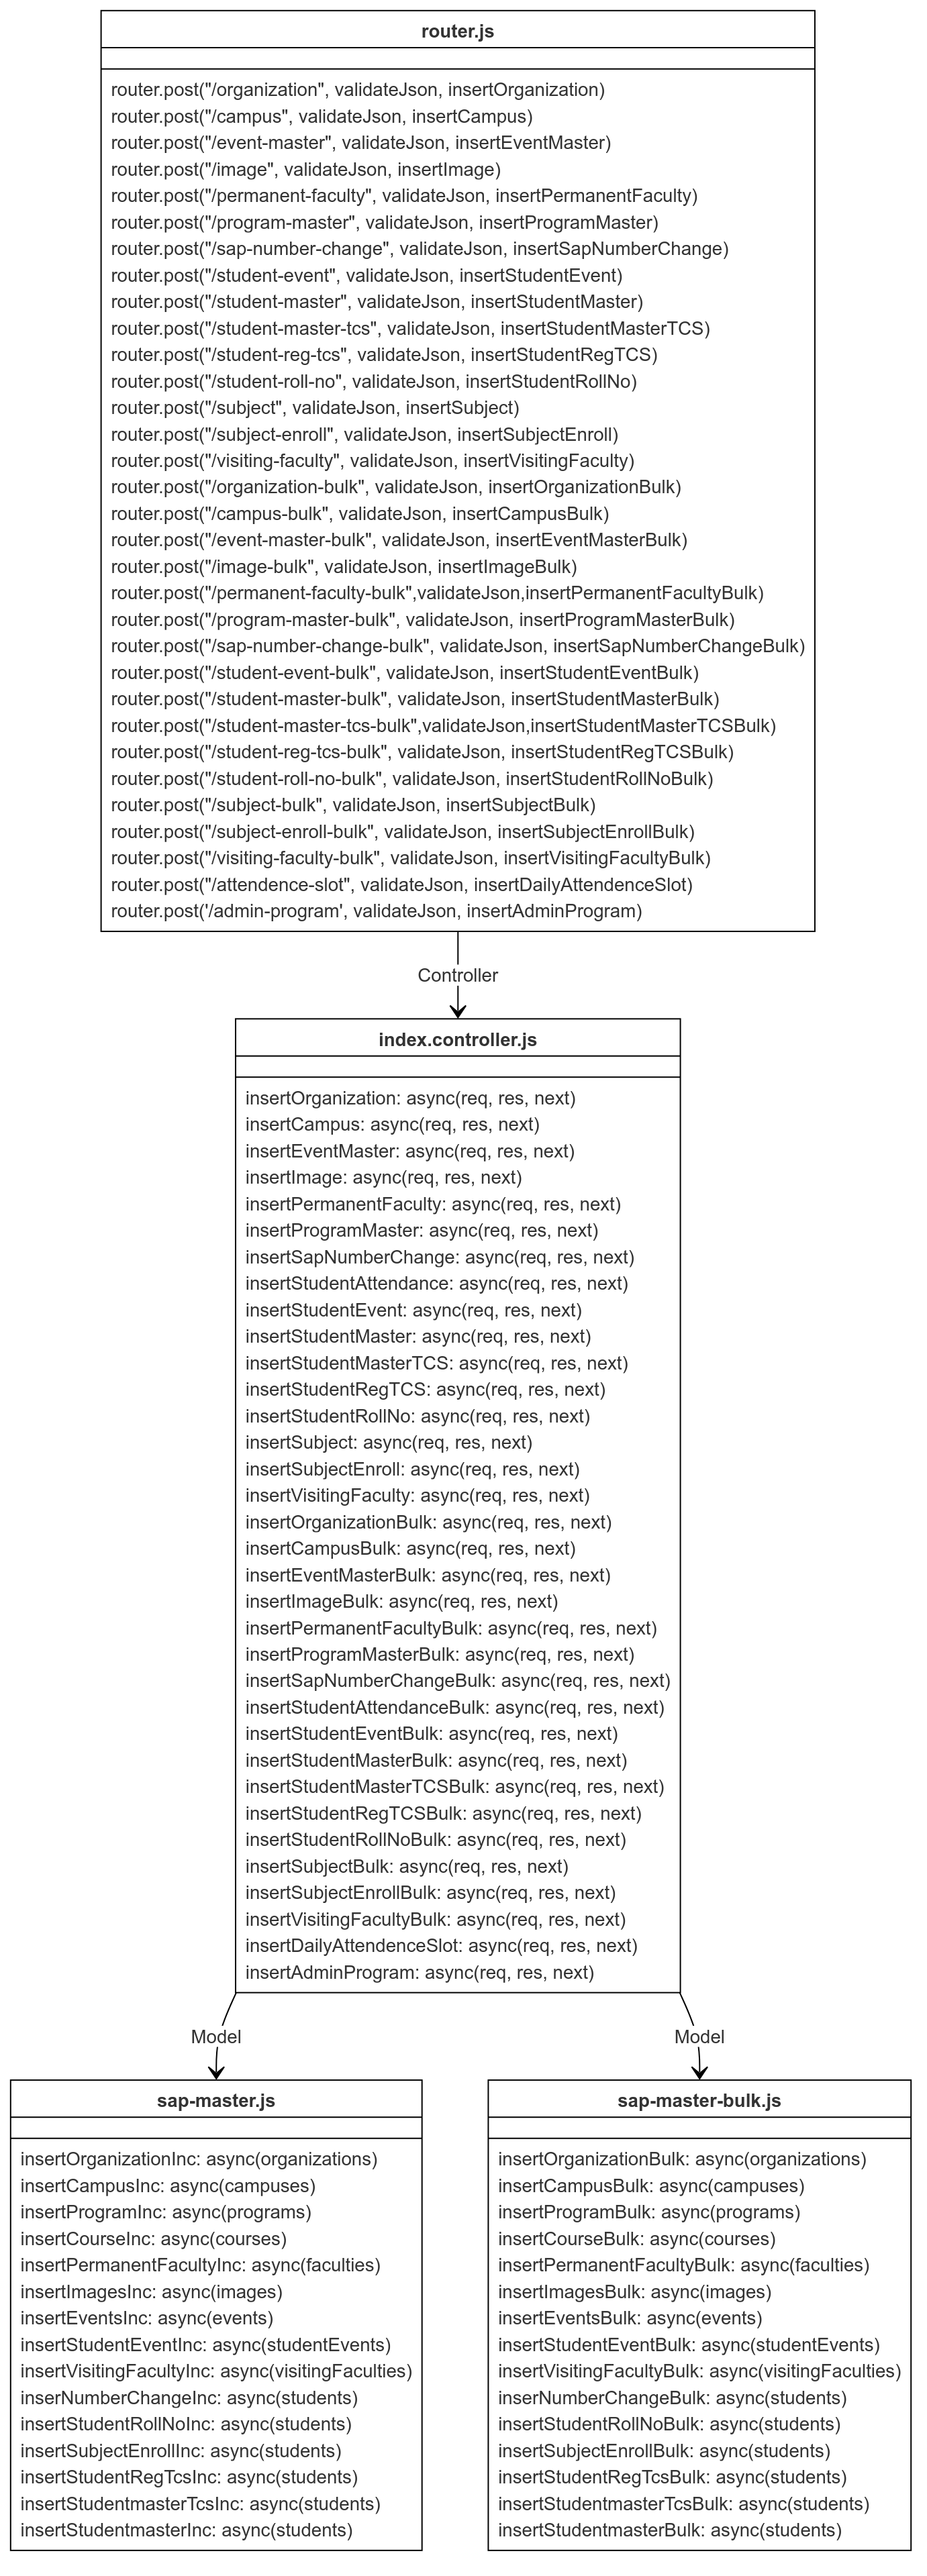 router.js
router.post("/organization", validateJson, insertOrganization)
router.post("/campus", validateJson, insertCampus)
router.post("/event-master", validateJson, insertEventMaster)
router.post("/image", validateJson, insertImage)
router.post("/permanent-faculty", validateJson, insertPermanentFaculty)
router.post("/program-master", validateJson, insertProgramMaster)
router.post("/sap-number-change", validateJson, insertSapNumberChange)
router.post("/student-event", validateJson, insertStudentEvent)
router.post("/student-master", validateJson, insertStudentMaster)
router.post("/student-master-tcs", validateJson, insertStudentMasterTCS)
router.post("/student-reg-tcs", validateJson, insertStudentRegTCS)
router.post("/student-roll-no", validateJson, insertStudentRollNo)
router.post("/subject", validateJson, insertSubject)
router.post("/subject-enroll", validateJson, insertSubjectEnroll)
router.post("/visiting-faculty", validateJson, insertVisitingFaculty)
router.post("/organization-bulk", validateJson, insertOrganizationBulk)
router.post("/campus-bulk", validateJson, insertCampusBulk)
router.post("/event-master-bulk", validateJson, insertEventMasterBulk)
router.post("/image-bulk", validateJson, insertImageBulk)
router.post("/permanent-faculty-bulk",validateJson,insertPermanentFacultyBulk)
router.post("/program-master-bulk", validateJson, insertProgramMasterBulk)
router.post("/sap-number-change-bulk", validateJson, insertSapNumberChangeBulk)
router.post("/student-event-bulk", validateJson, insertStudentEventBulk)
router.post("/student-master-bulk", validateJson, insertStudentMasterBulk)
router.post("/student-master-tcs-bulk",validateJson,insertStudentMasterTCSBulk)
router.post("/student-reg-tcs-bulk", validateJson, insertStudentRegTCSBulk)
router.post("/student-roll-no-bulk", validateJson, insertStudentRollNoBulk)
router.post("/subject-bulk", validateJson, insertSubjectBulk)
router.post("/subject-enroll-bulk", validateJson, insertSubjectEnrollBulk)
router.post("/visiting-faculty-bulk", validateJson, insertVisitingFacultyBulk)
router.post("/attendence-slot", validateJson, insertDailyAttendenceSlot)
router.post('/admin-program', validateJson, insertAdminProgram)
Controller
index.controller.js
insertOrganization: async(req, res, next)
insertCampus: async(req, res, next)
insertEventMaster: async(req, res, next)
insertImage: async(req, res, next)
insertPermanentFaculty: async(req, res, next)
insertProgramMaster: async(req, res, next)
insertSapNumberChange: async(req, res, next)
insertStudentAttendance: async(req, res, next)
insertStudentEvent: async(req, res, next)
insertStudentMaster: async(req, res, next)
insertStudentMasterTCS: async(req, res, next)
insertStudentRegTCS: async(req, res, next)
insertStudentRollNo: async(req, res, next)
insertSubject: async(req, res, next)
insertSubjectEnroll: async(req, res, next)
insertVisitingFaculty: async(req, res, next)
insertOrganizationBulk: async(req, res, next)
insertCampusBulk: async(req, res, next)
insertEventMasterBulk: async(req, res, next)
insertImageBulk: async(req, res, next)
insertPermanentFacultyBulk: async(req, res, next)
insertProgramMasterBulk: async(req, res, next)
insertSapNumberChangeBulk: async(req, res, next)
insertStudentAttendanceBulk: async(req, res, next)
insertStudentEventBulk: async(req, res, next)
insertStudentMasterBulk: async(req, res, next)
insertStudentMasterTCSBulk: async(req, res, next)
insertStudentRegTCSBulk: async(req, res, next)
insertStudentRollNoBulk: async(req, res, next)
insertSubjectBulk: async(req, res, next)
insertSubjectEnrollBulk: async(req, res, next)
insertVisitingFacultyBulk: async(req, res, next)
insertDailyAttendenceSlot: async(req, res, next)
insertAdminProgram: async(req, res, next)
Model
Model
sap-master.js
insertOrganizationInc: async(organizations)
insertCampusInc: async(campuses)
insertProgramInc: async(programs)
insertCourseInc: async(courses)
insertPermanentFacultyInc: async(faculties)
insertImagesInc: async(images)
insertEventsInc: async(events)
insertStudentEventInc: async(studentEvents)
insertVisitingFacultyInc: async(visitingFaculties)
inserNumberChangeInc: async(students)
insertStudentRollNoInc: async(students)
insertSubjectEnrollInc: async(students)
insertStudentRegTcsInc: async(students)
insertStudentmasterTcsInc: async(students)
insertStudentmasterInc: async(students)
sap-master-bulk.js
insertOrganizationBulk: async(organizations)
insertCampusBulk: async(campuses)
insertProgramBulk: async(programs)
insertCourseBulk: async(courses)
insertPermanentFacultyBulk: async(faculties)
insertImagesBulk: async(images)
insertEventsBulk: async(events)
insertStudentEventBulk: async(studentEvents)
insertVisitingFacultyBulk: async(visitingFaculties)
inserNumberChangeBulk: async(students)
insertStudentRollNoBulk: async(students)
insertSubjectEnrollBulk: async(students)
insertStudentRegTcsBulk: async(students)
insertStudentmasterTcsBulk: async(students)
insertStudentmasterBulk: async(students)